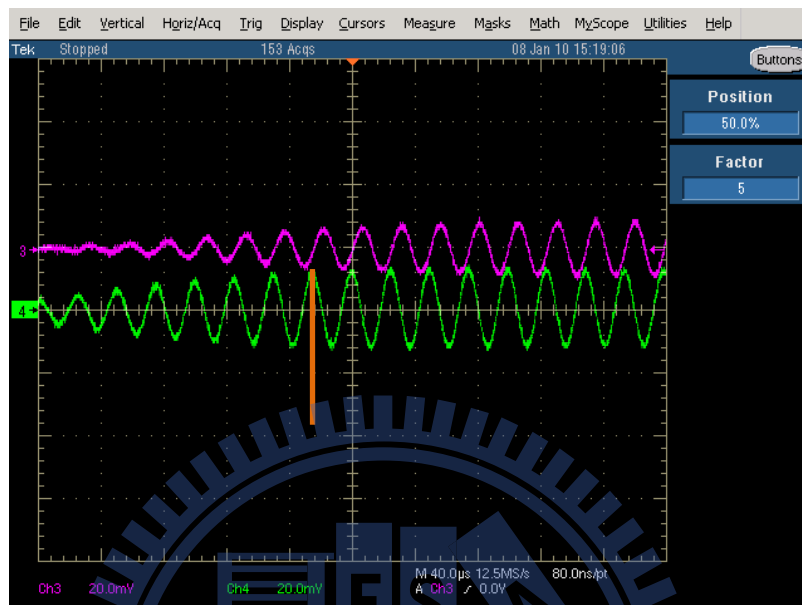 File Edit Vertical Horiz/Acq Trig Display Cursors Measure Masks Math MyScope Utilities Help
Tek Stopped 153 Acqs 08 Jan 10 15:19:06
Buttons
Position
50.0%
Factor
5
3
4
Ch3 20.0mV Ch4 20.0mV M 40.0µs 12.5MS/s 80.0ns/pt
A Ch3 / 0.0V